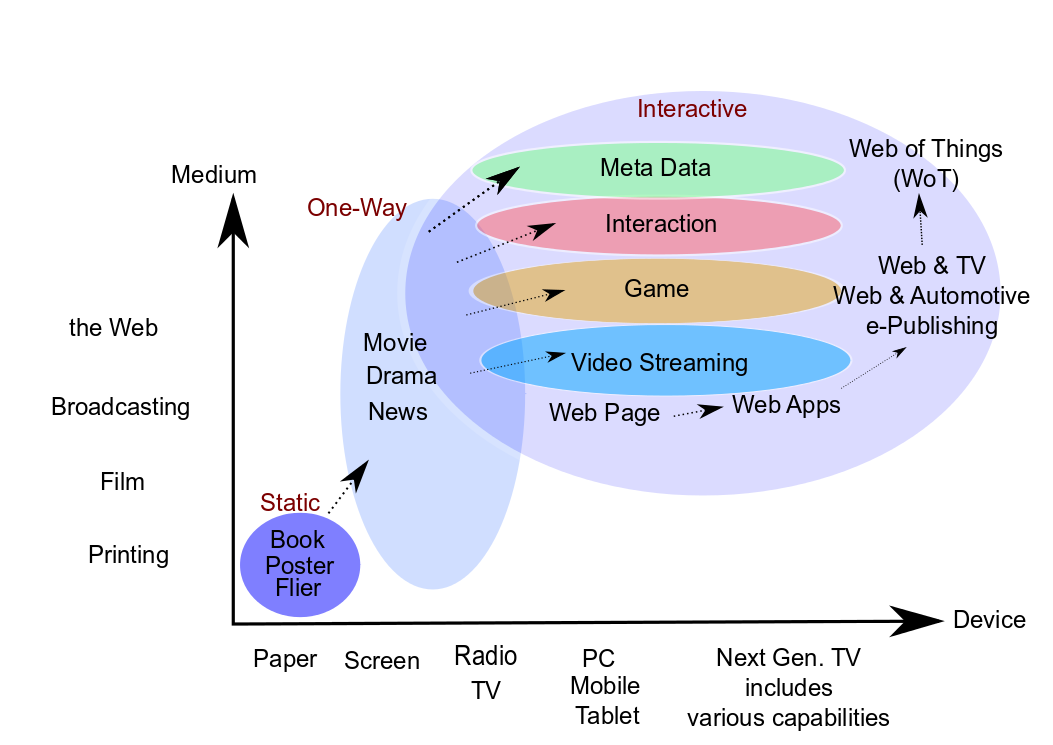 Interactive
Meta Data
Web of Things
(WoT)
Medium
One-Way
Interaction
Web & TV
Web & Automotive
e-Publishing
Game
the Web
Movie
Drama
News
Video Streaming
Web Page
Web Apps
Broadcasting
Film
Static
Printing
Book
Poster
Flier
Device
Paper
Screen
Radio
TV
PC
Mobile
Tablet
Next Gen. TV
includes
various capabilities